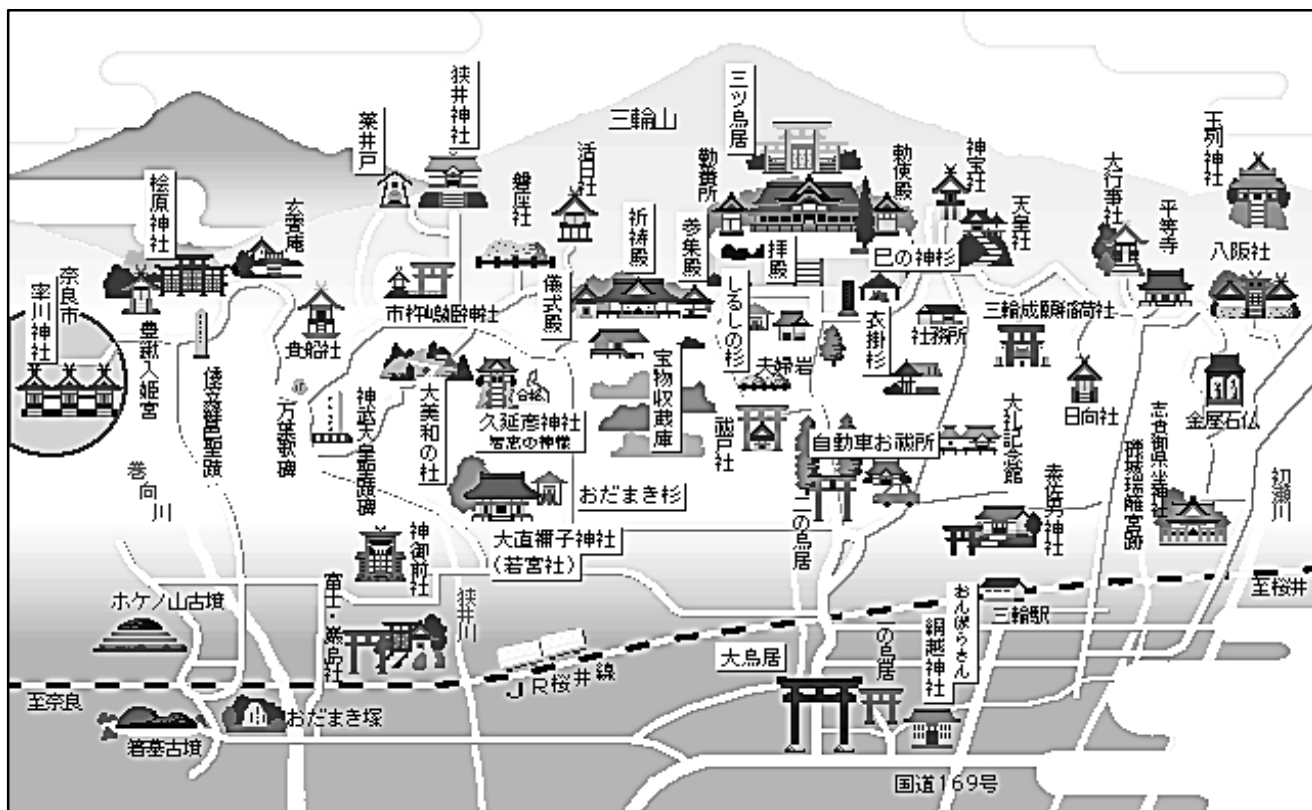 三輪山
三ツ鳥居
狭井神社
薬井戸
活日社
磐座社
勤番所
勅使殿
神宝社
天皇社
大行事社
平等寺
玉列神社
八阪社
檜原神社
玄賓庵
奈良市
率川神社
豊鍬入姫宮
貴船社
市杵嶋姫神社
儀式殿
祈祷殿
参集殿
拝殿
巳の神杉
しるしの杉
衣掛杉
社務所
三輪成願稲荷社
夫婦岩
日向社
金屋石仏
万葉歌碑
神武天皇聖蹟碑
大美和の杜
久延彦神社
知恵の神様
宝物収蔵庫
祓戸社
自動車お祓所
大礼記念館
志貴御県坐神社
磯城瑞籬宮跡
初瀬川
巻向川
おだまき杉
大直禰子神社
(若宮社)
二の鳥居
素佐男神社
神御前社
富士・厳島社
狭井川
ホケノ山古墳
至桜井
三輪駅
おんぱらさん
綱越神社
一の鳥居
大鳥居
JR桜井線
至奈良
おだまき塚
箸墓古墳
国道169号